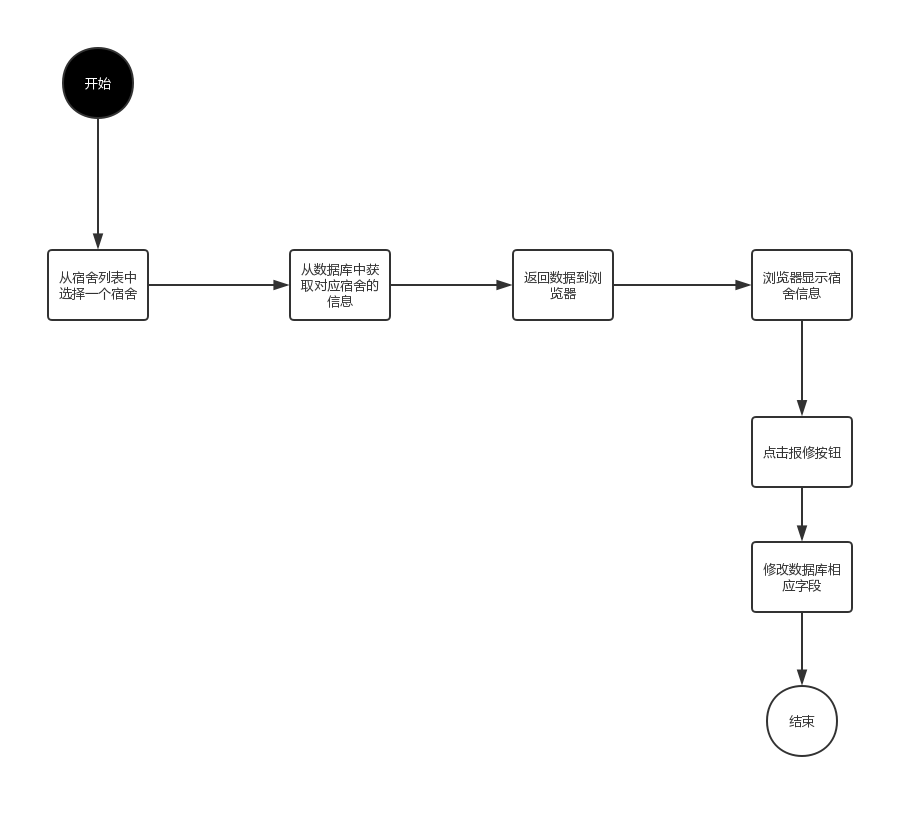 开始
从宿舍列表中
选择一个宿舍
从数据库中获
取对应宿舍的
信息
返回数据到浏
览器
浏览器显示宿
舍信息
点击报修按钮
修改数据库相
应字段
结束